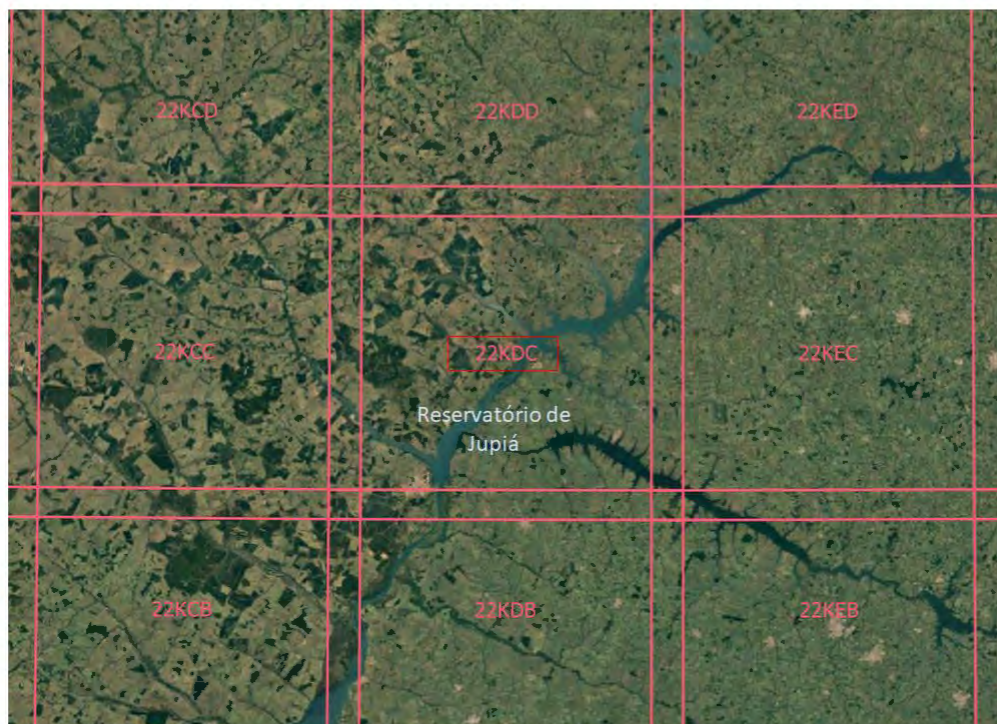 22KCD
22KDD
22KED
22KCC
22KDC
22KEC
Reservatório de
Jupiá
22KCB
22KDB
22KEB